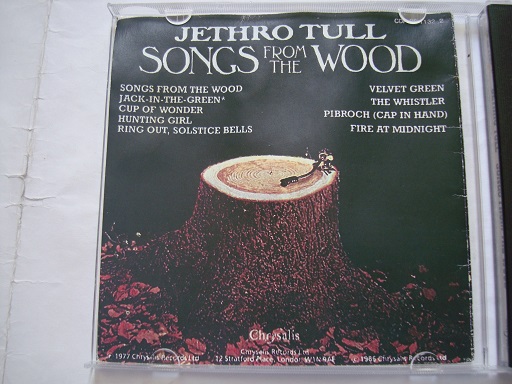 JETHRO TULL
SONGS FROM THE WOOD
SONGS FROM THE WOOD
JACK-IN-THE-GREEN*
CUP OF WONDER
HUNTING GIRL
RING OUT, SOLSTICE BELLS
VELVET GREEN
THE WHISTLER
PIBROCH (CAP IN HAND)
FIRE AT MIDNIGHT
Chrysalis
Chrysalis Records Ltd
12 Stratford Place, London W1N 9AF
℗ 1977 Chrysalis Records Ltd
© 1986 Chrysalis Records Ltd